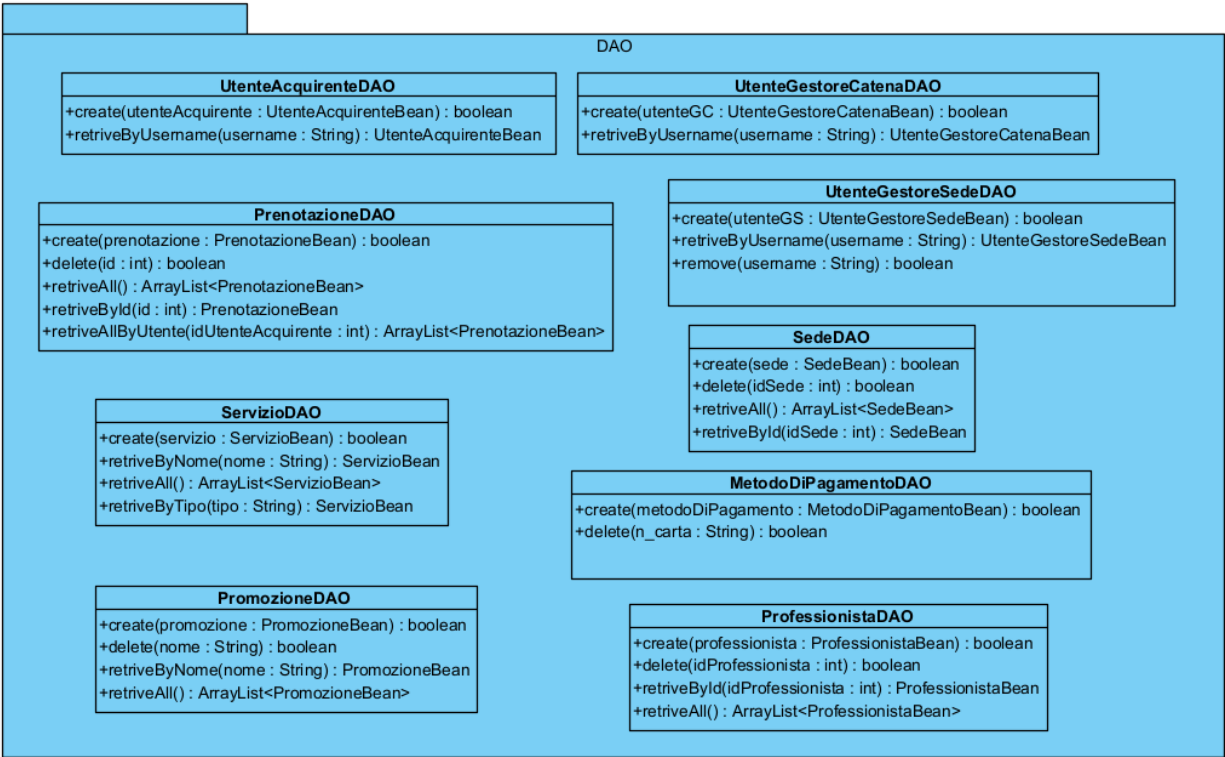 DAO
UtenteAcquirenteDAO
+create(utenteAcquirente : UtenteAcquirenteBean) : boolean
+retriveByUsername(username : String) : UtenteAcquirenteBean
UtenteGestoreCatenaDAO
+create(utenteGC : UtenteGestoreCatenaBean) : boolean
+retriveByUsername(username : String) : UtenteGestoreCatenaBean
UtenteGestoreSedeDAO
+create(utenteGS : UtenteGestoreSedeBean) : boolean
+retriveByUsername(username : String) : UtenteGestoreSedeBean
+remove(username : String) : boolean
PrenotazioneDAO
+create(prenotazione : PrenotazioneBean) : boolean
+delete(id : int) : boolean
+retriveAll() : ArrayList<PrenotazioneBean>
+retriveById(id : int) : PrenotazioneBean
+retriveAllByUtente(idUtenteAcquirente : int) : ArrayList<PrenotazioneBean>
SedeDAO
+create(sede : SedeBean) : boolean
+delete(idSede : int) : boolean
+retriveAll() : ArrayList<SedeBean>
+retriveById(idSede : int) : SedeBean
ServizioDAO
+create(servizio : ServizioBean) : boolean
+retriveByNome(nome : String) : ServizioBean
+retriveAll() : ArrayList<ServizioBean>
+retriveByTipo(tipo : String) : ServizioBean
MetodoDiPagamentoDAO
+create(metodoDiPagamento : MetodoDiPagamentoBean) : boolean
+delete(n_carta : String) : boolean
PromozioneDAO
+create(promozione : PromozioneBean) : boolean
+delete(nome : String) : boolean
+retriveByNome(nome : String) : PromozioneBean
+retriveAll() : ArrayList<PromozioneBean>
ProfessionistaDAO
+create(professionista : ProfessionistaBean) : boolean
+delete(idProfessionista : int) : boolean
+retriveById(idProfessionista : int) : ProfessionistaBean
+retriveAll() : ArrayList<ProfessionistaBean>